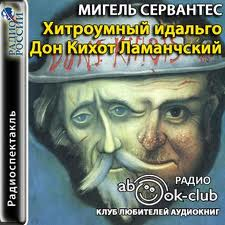 РАДИО
РОССИИ
МИГЕЛЬ СЕРВАНТЕС
Хитроумный идальго
Дон Кихот Ламанчский
Радиоспектакль
РАДИО
abook-club
КЛУБ ЛЮБИТЕЛЕЙ АУДИОКНИГ